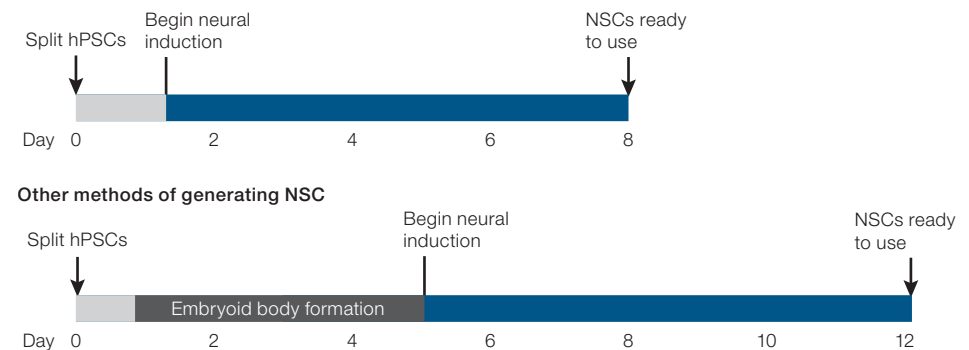 Begin neural
induction
Split hPSCs
NSCs ready
to use
Day 0 2 4 6 8
Other methods of generating NSC
Begin neural
induction
Split hPSCs
NSCs ready
to use
Embryoid body formation
Day 0 2 4 6 8 10 12